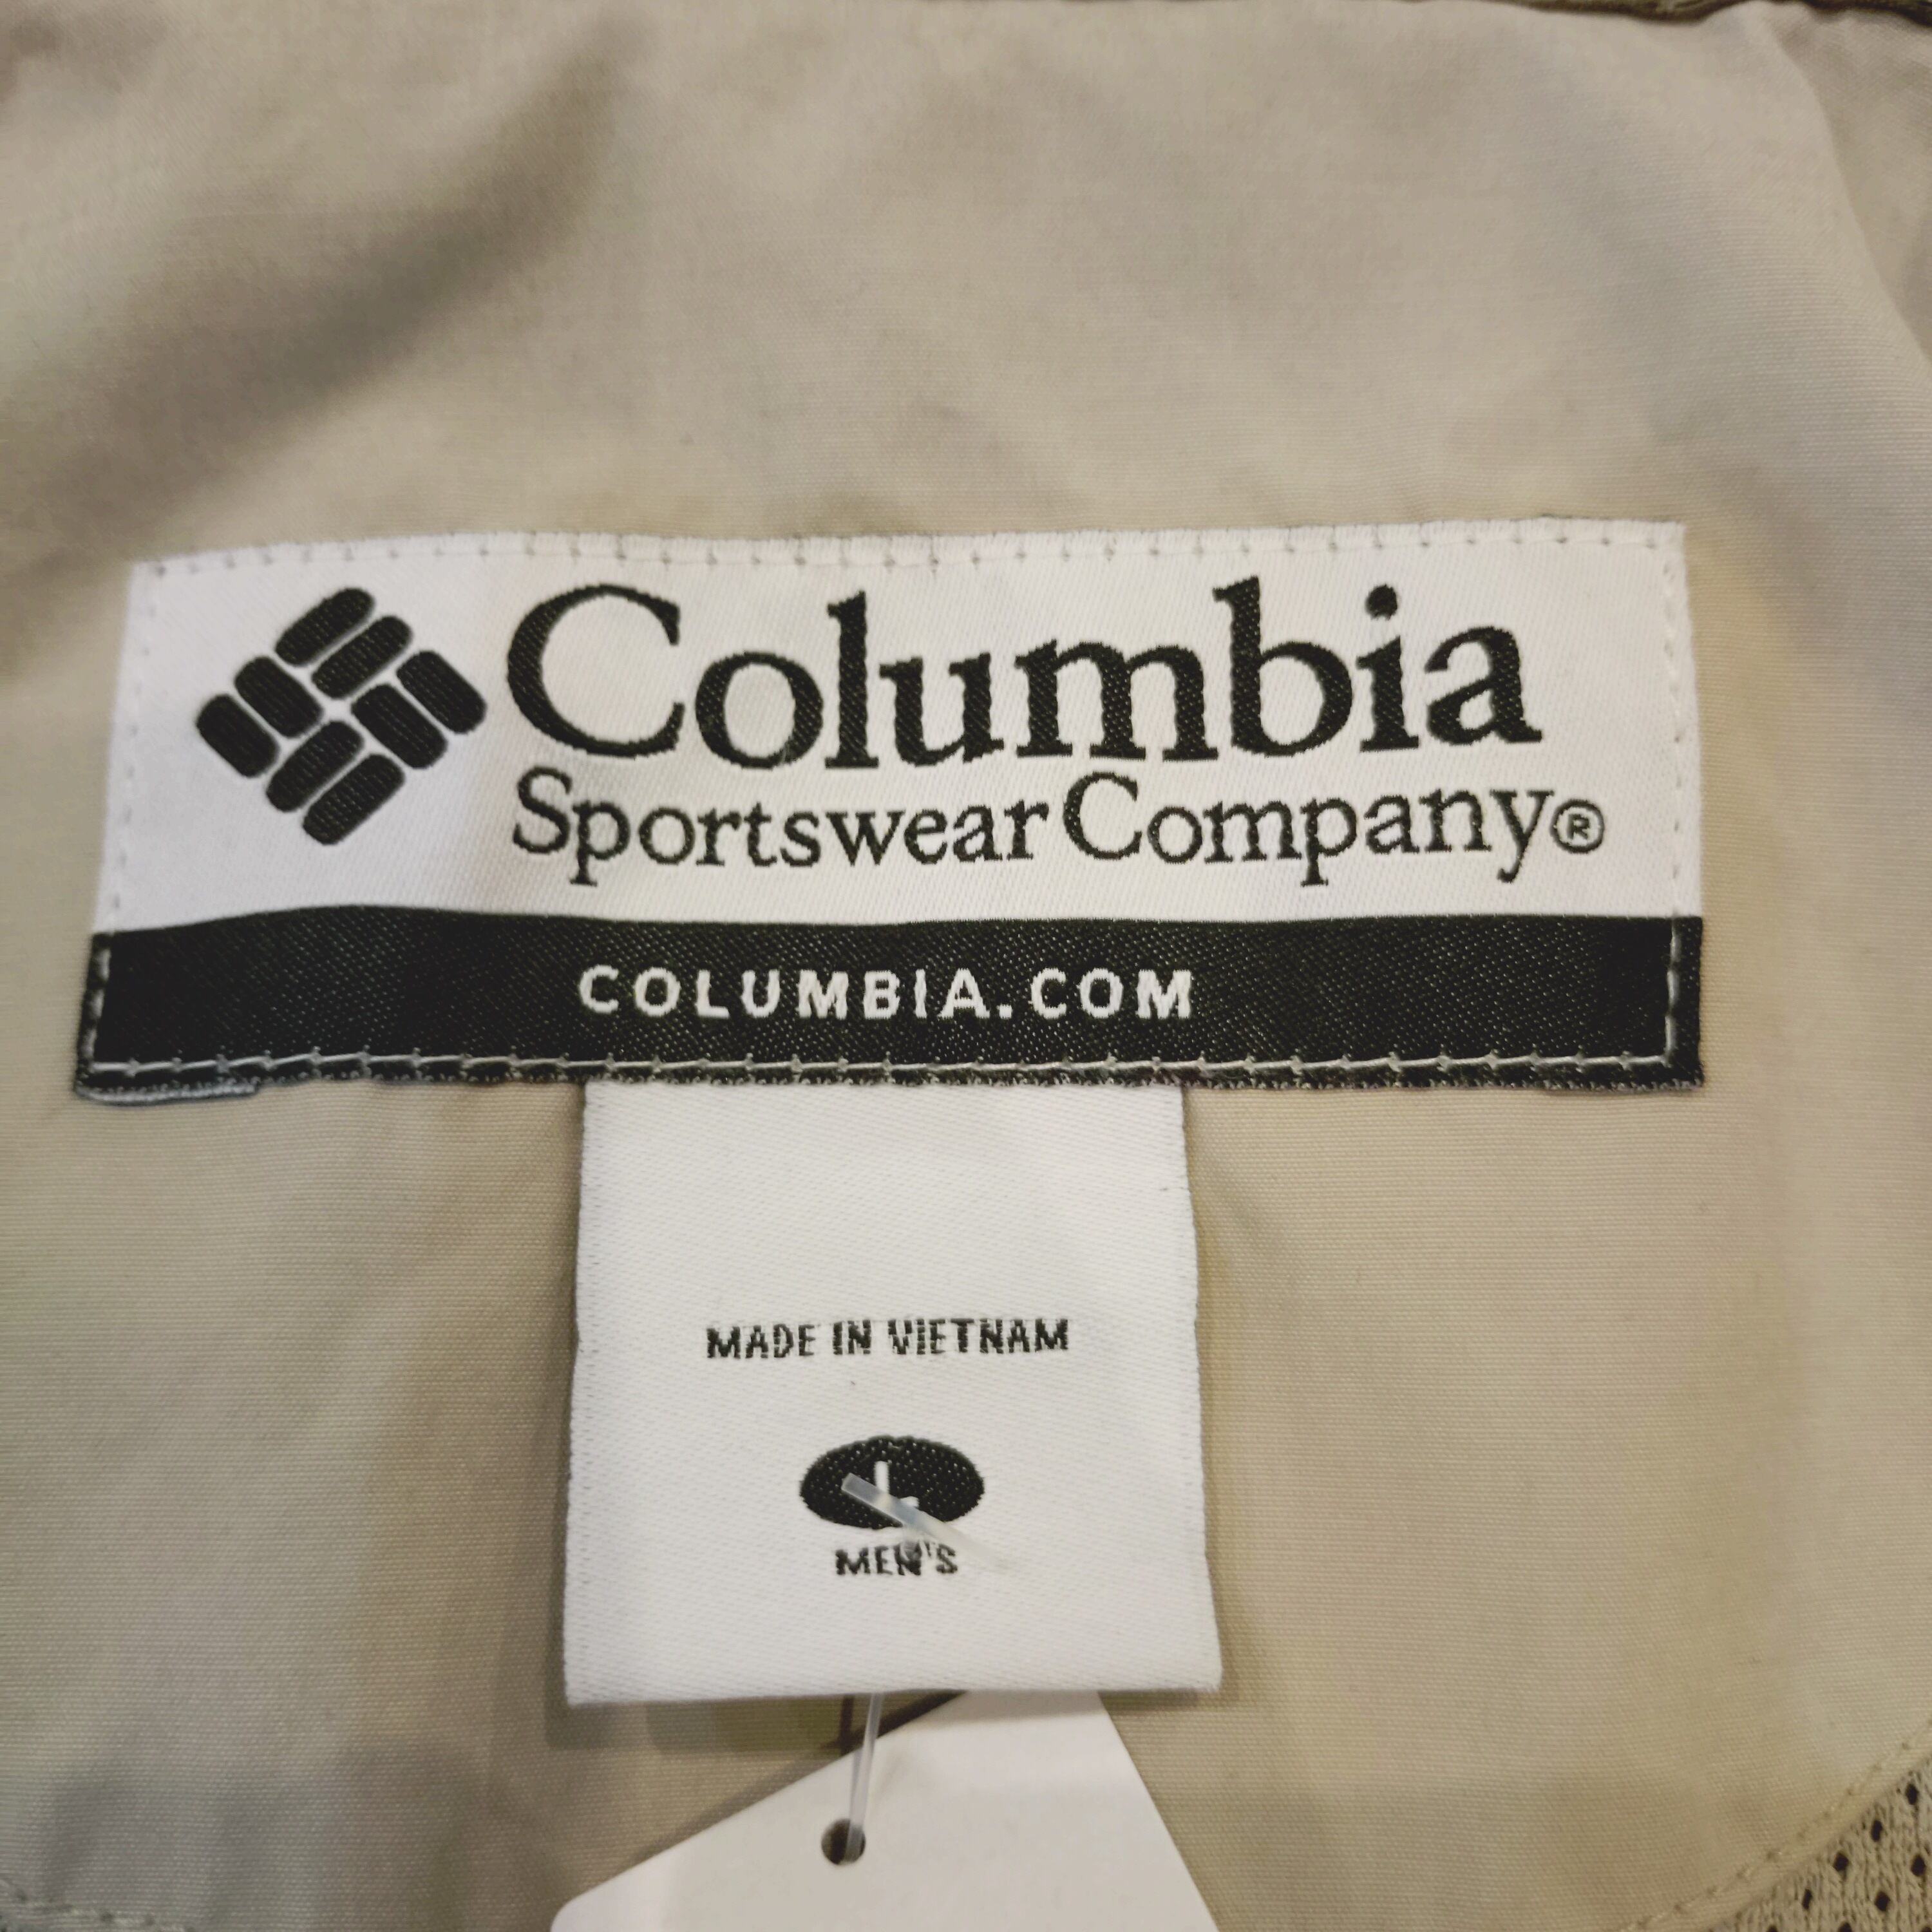 Columbia
Sportswear Company®
COLUMBIA.COM
MADE IN VIETNAM
L
MEN'S